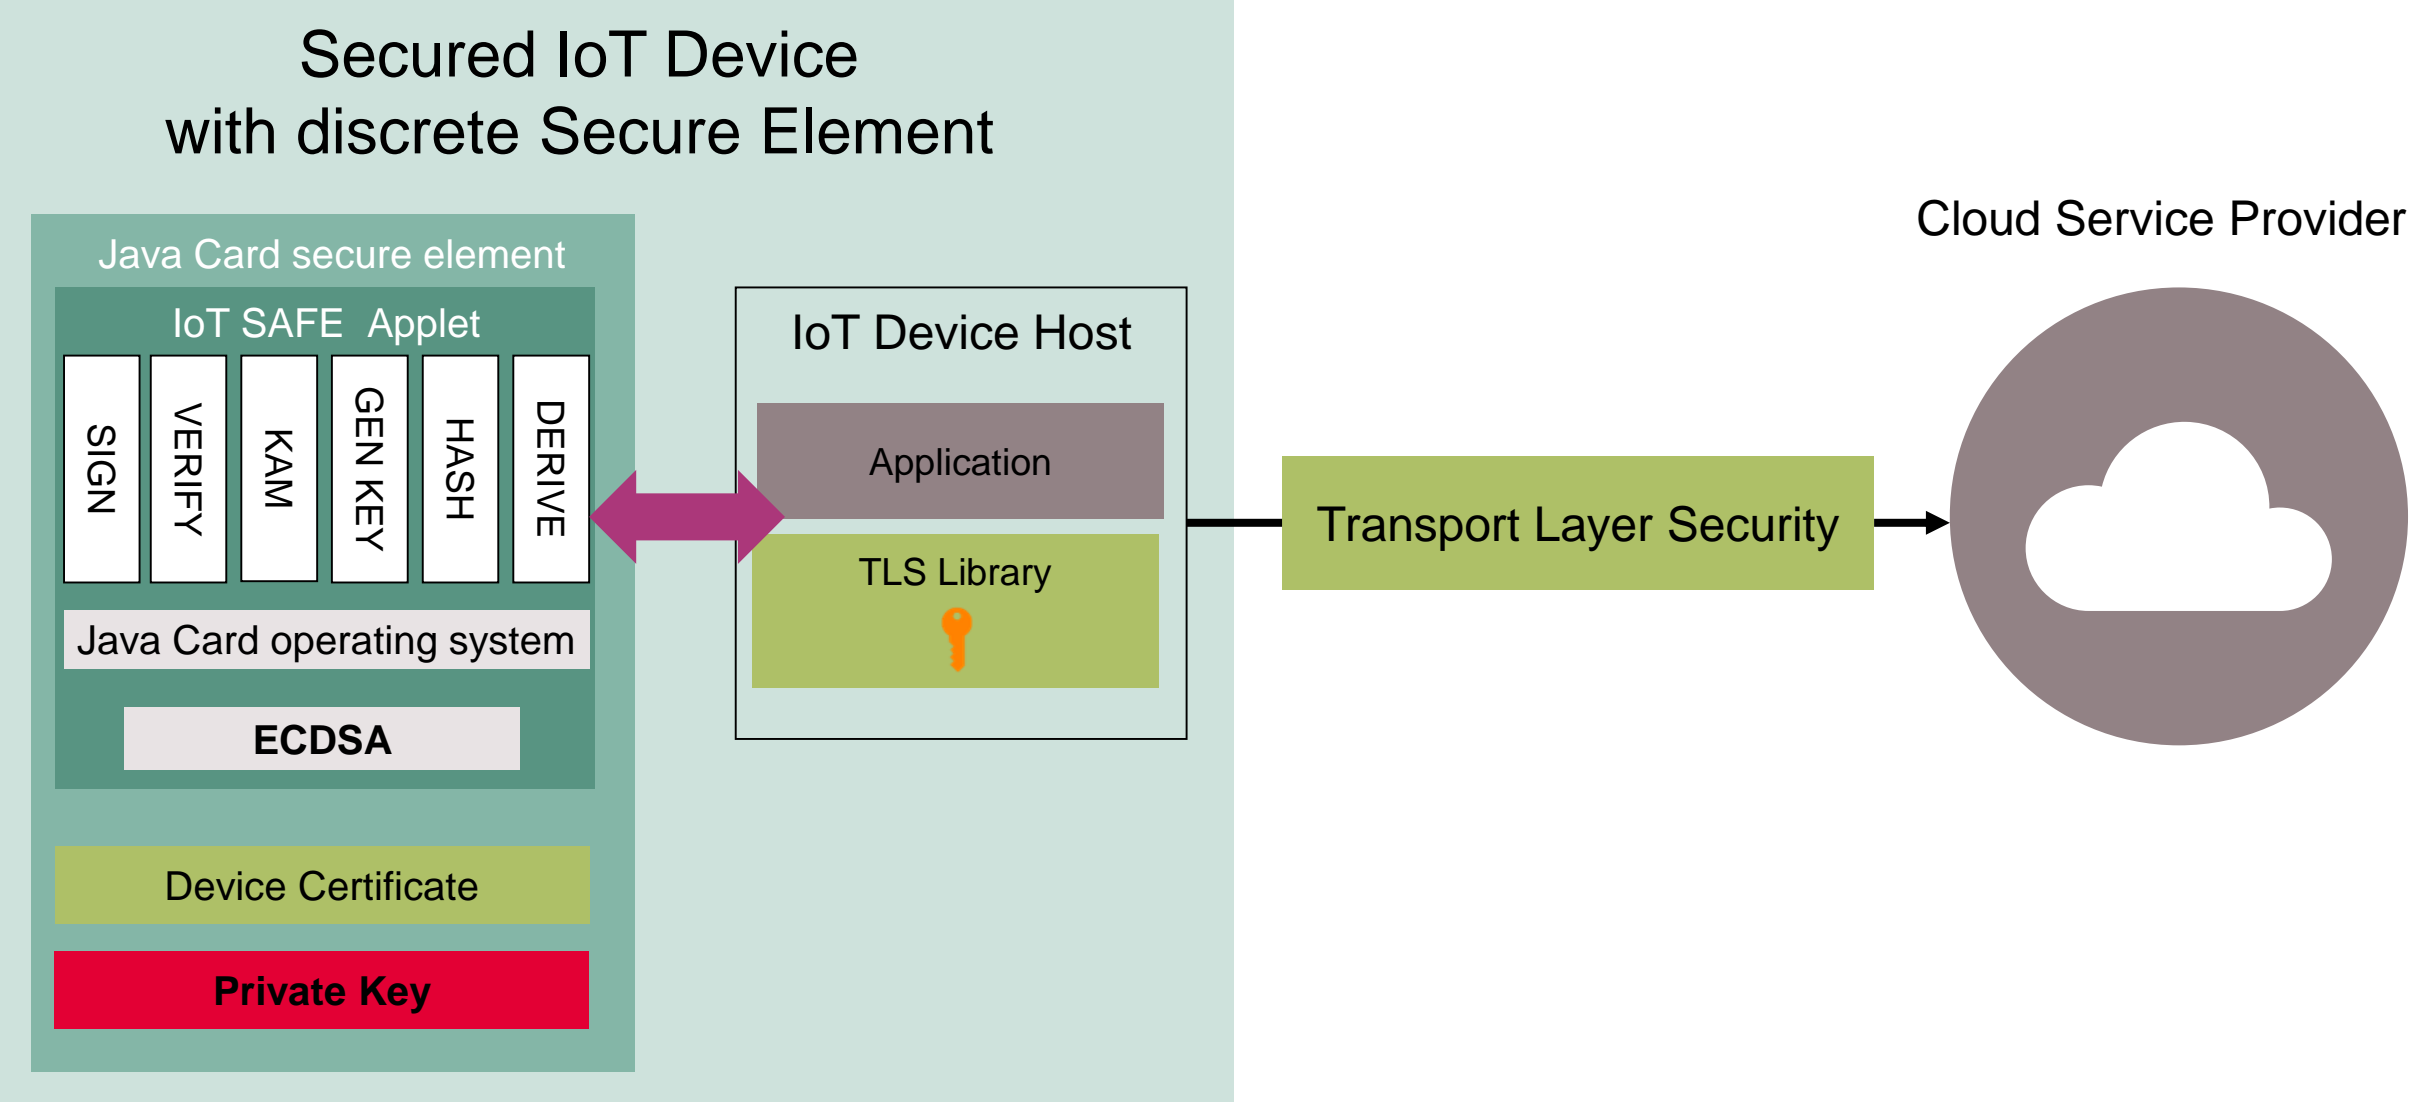 Secured IoT Device
with discrete Secure Element
Java Card secure element
IoT SAFE Applet
SIGN
VERIFY
KAM
GEN KEY
HASH
DERIVE
Java Card operating system
ECDSA
Device Certificate
Private Key
IoT Device Host
Application
TLS Library
Transport Layer Security
Cloud Service Provider